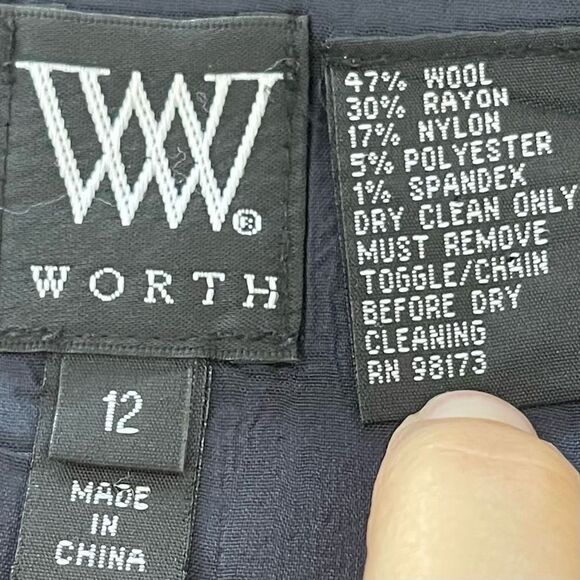 W
®
WORTH
12
MADE
IN
CHINA
47% WOOL
30% RAYON
17% NYLON
5% POLYESTER
1% SPANDEX
DRY CLEAN ONLY
MUST REMOVE
TOGGLE/CHAIN
BEFORE DRY
CLEANING
RN 98173